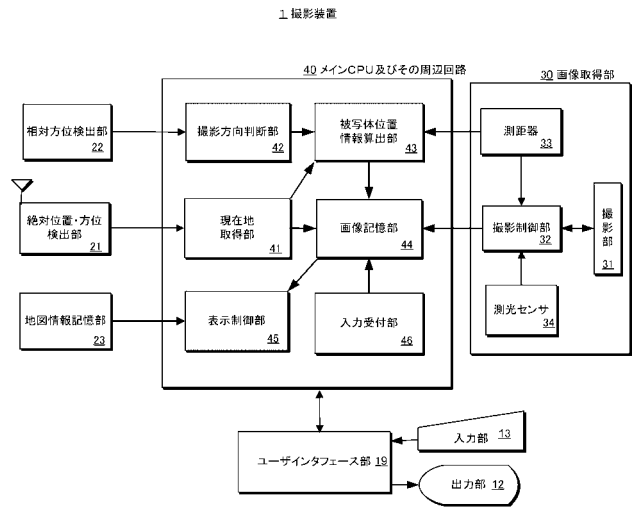 1 撮影装置
40 メインCPU及びその周辺回路
30 画像取得部
相対方位検出部
22
撮影方向判断部
42
被写体位置
情報算出部
43
測距器
33
絶対位置・方位
検出部
21
現在地
取得部
41
画像記憶部
44
撮影制御部
32
撮影部
31
地図情報記憶部
23
表示制御部
45
入力受付部
46
測光センサ
34
ユーザインタフェース部 19
入力部 13
出力部 12